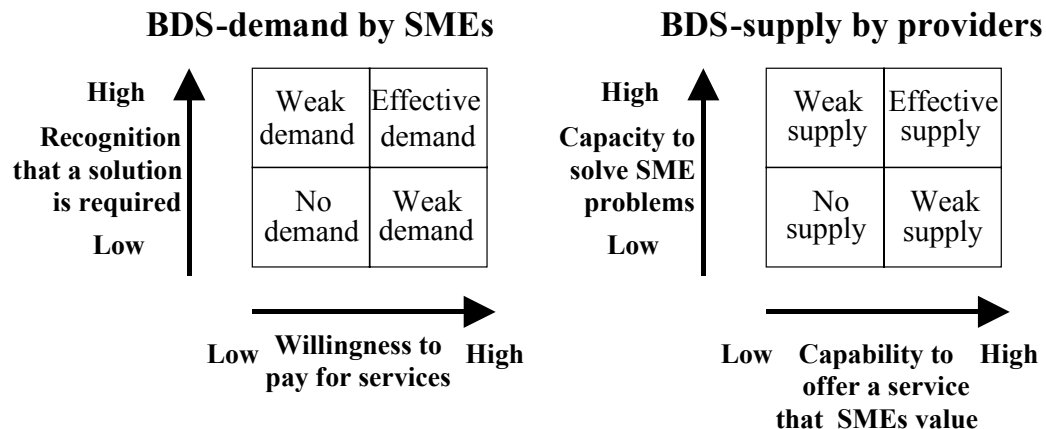 BDS-demand by SMEs
High
Recognition
that a solution
is required
Low
Weak
demand
Effective
demand
No
demand
Weak
demand
Low
Willingness to
pay for services
High
BDS-supply by providers
High
Capacity to
solve SME
problems
Low
Weak
supply
Effective
supply
No
supply
Weak
supply
Low
Capability to
offer a service
that SMEs value
High